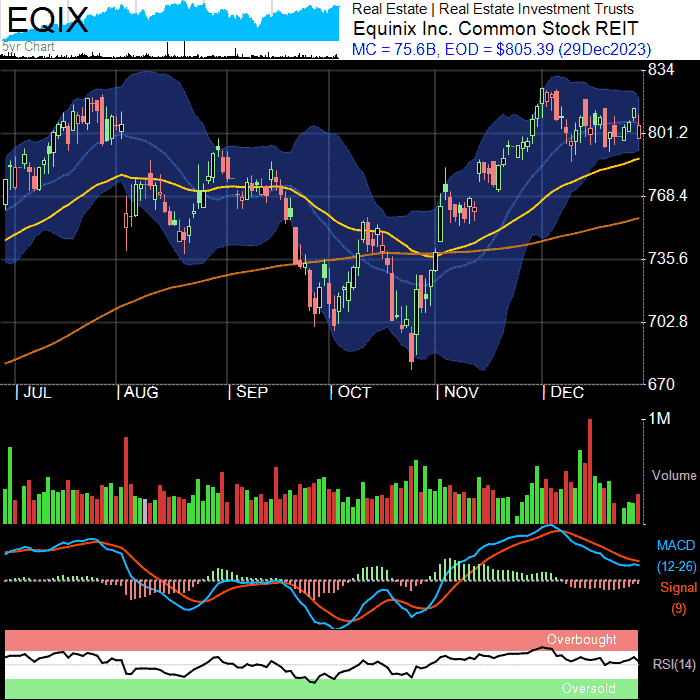 EQIX
5yr Chart
Real Estate | Real Estate Investment Trusts
Equinix Inc. Common Stock REIT
MC = 75.6B, EOD = $805.39 (29Dec2023)
834
801.2
768.4
735.6
702.8
670
| JUL | AUG | SEP | OCT | NOV | DEC
1M
Volume
MACD
(12-26)
Signal
(9)
Overbought
RSI(14)
Oversold